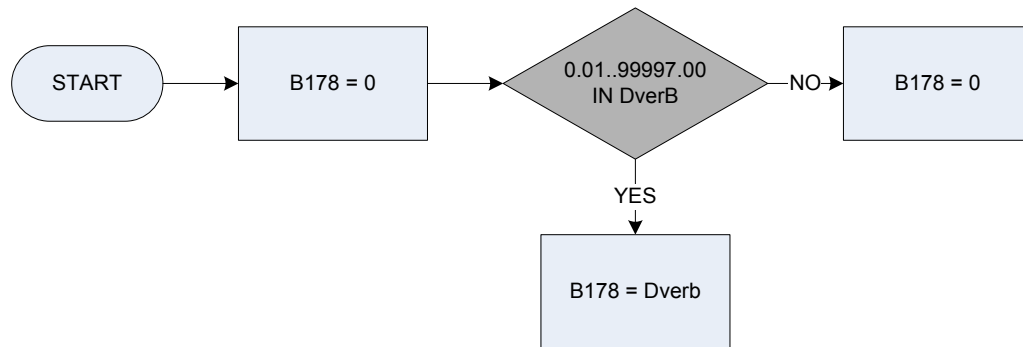 START
B178 = 0
0.01..99997.00
IN DverB
NO
B178 = 0
YES
B178 = Dverb